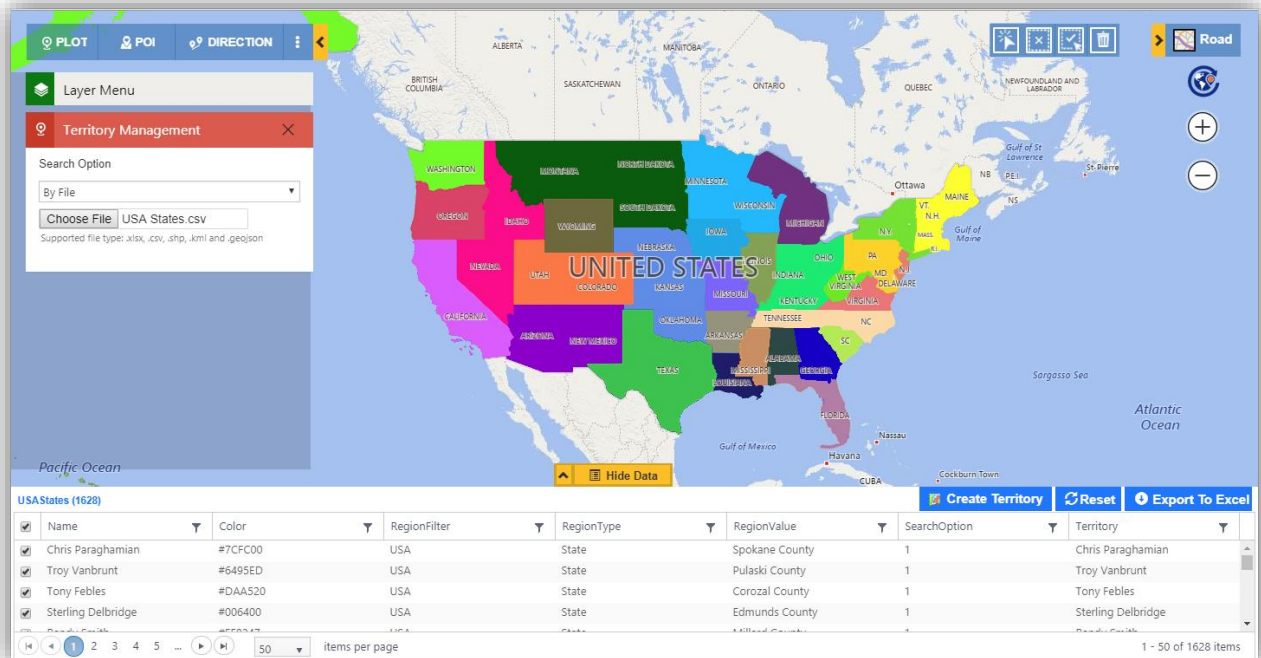 PLOT POI DIRECTION
Road
Layer Menu
Territory Management
Search Option
By File
Choose File USA States.csv
Supported file type: .xlsx, .csv, .shp, .kml and .geojson
ALBERTA
MANITOBA
BRITISH
COLUMBIA
SASKATCHEWAN
ONTARIO
QUEBEC
NEWFOUNDLAND AND
LABRADOR
Gulf of St
Lawrence
St-Pierre
NB
P.E.I.
NS
Ottawa
MAINE
VT.
N.H.
MASS.
R.I.
Gulf of
Maine
WASHINGTON
MONTANA
NORTH DAKOTA
MINNESOTA
OREGON
IDAHO
WYOMING
SOUTH DAKOTA
WISCONSIN
MICHIGAN
N.Y.
IOWA
NEBRASKA
ILLINOIS
OHIO
PA
N.J.
NEVADA
UTAH
UNITED STATES
COLORADO
KANSAS
MISSOURI
INDIANA
WEST
VIRGINIA
MD
DELAWARE
KENTUCKY
VIRGINIA
CALIFORNIA
ARIZONA
NEW MEXICO
OKLAHOMA
ARKANSAS
TENNESSEE
NC
SC
TEXAS
LOUISIANA
MISSISSIPPI
ALABAMA
GEORGIA
FLORIDA
Sargasso Sea
Atlantic
Ocean
Gulf of Mexico
Nassau
Havana
CUBA
Cockburn Town
Pacific Ocean
Hide Data
USAStates (1628)
Create Territory Reset Export To Excel
Name Color RegionFilter RegionType RegionValue SearchOption Territory
Chris Paraghamian #7CFC00 USA State Spokane County 1 Chris Paraghamian
Troy Vanbrunt #6495ED USA State Pulaski County 1 Troy Vanbrunt
Tony Febles #DAA520 USA State Corozal County 1 Tony Febles
Sterling Delbridge #006400 USA State Edmunds County 1 Sterling Delbridge
1 2 3 4 5 ... 50 items per page 1 - 50 of 1628 items